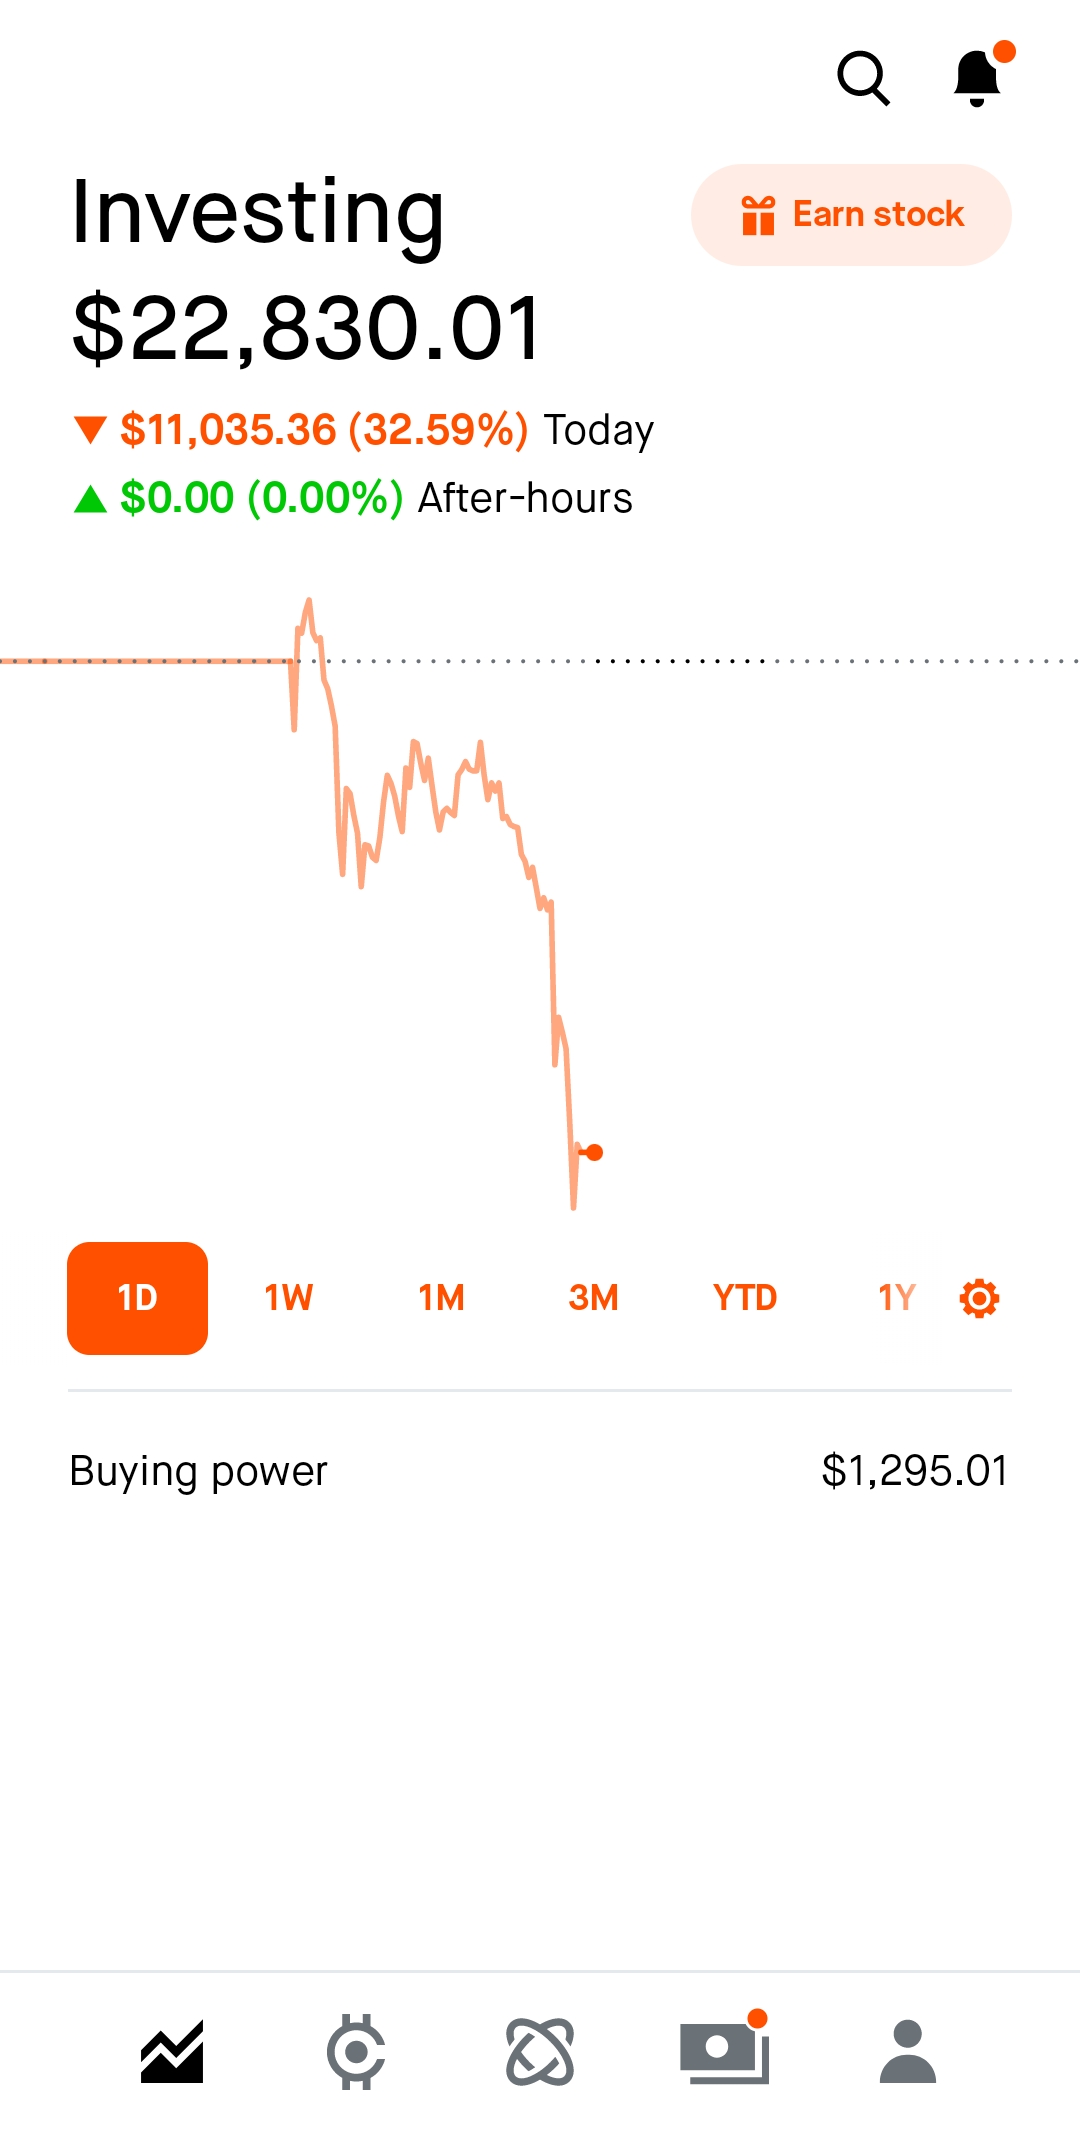 Investing
Earn stock
$22,830.01
▼ $11,035.36 (32.59%) Today
▲ $0.00 (0.00%) After-hours
1D 1W 1M 3M YTD 1Y
Buying power $1,295.01